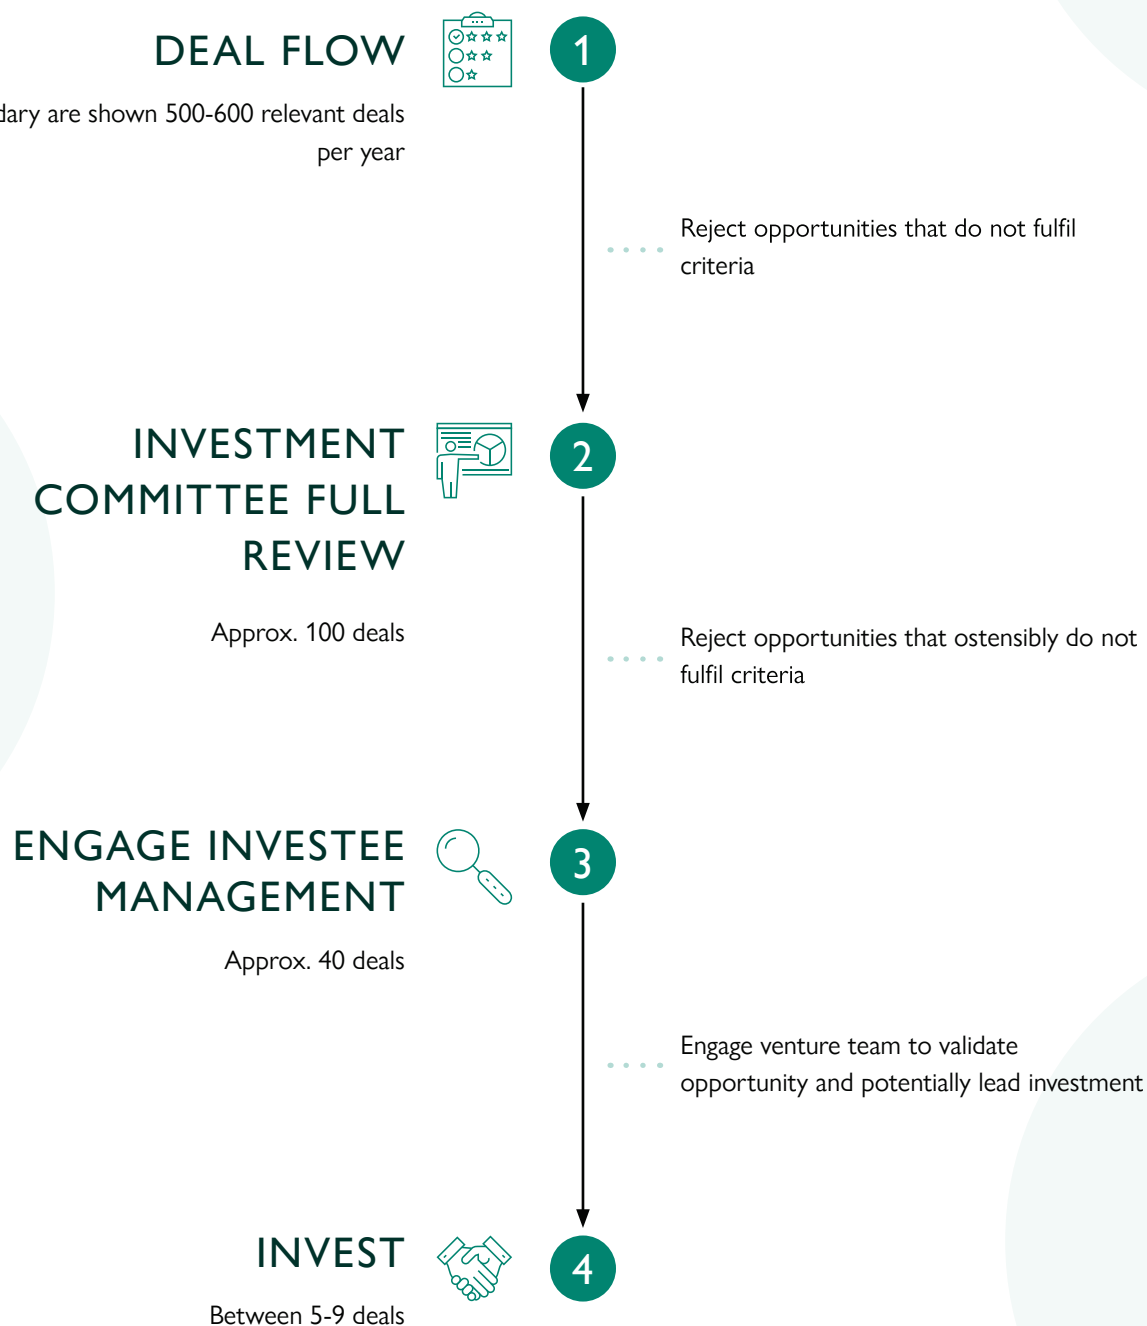 DEAL FLOW
1
are shown 500-600 relevant deals
per year
Reject opportunities that do not fulfil
criteria
INVESTMENT
COMMITTEE FULL
REVIEW
2
Approx. 100 deals
Reject opportunities that ostensibly do not
fulfil criteria
ENGAGE INVESTEE
MANAGEMENT
3
Approx. 40 deals
Engage venture team to validate
opportunity and potentially lead investment
INVEST
4
Between 5-9 deals